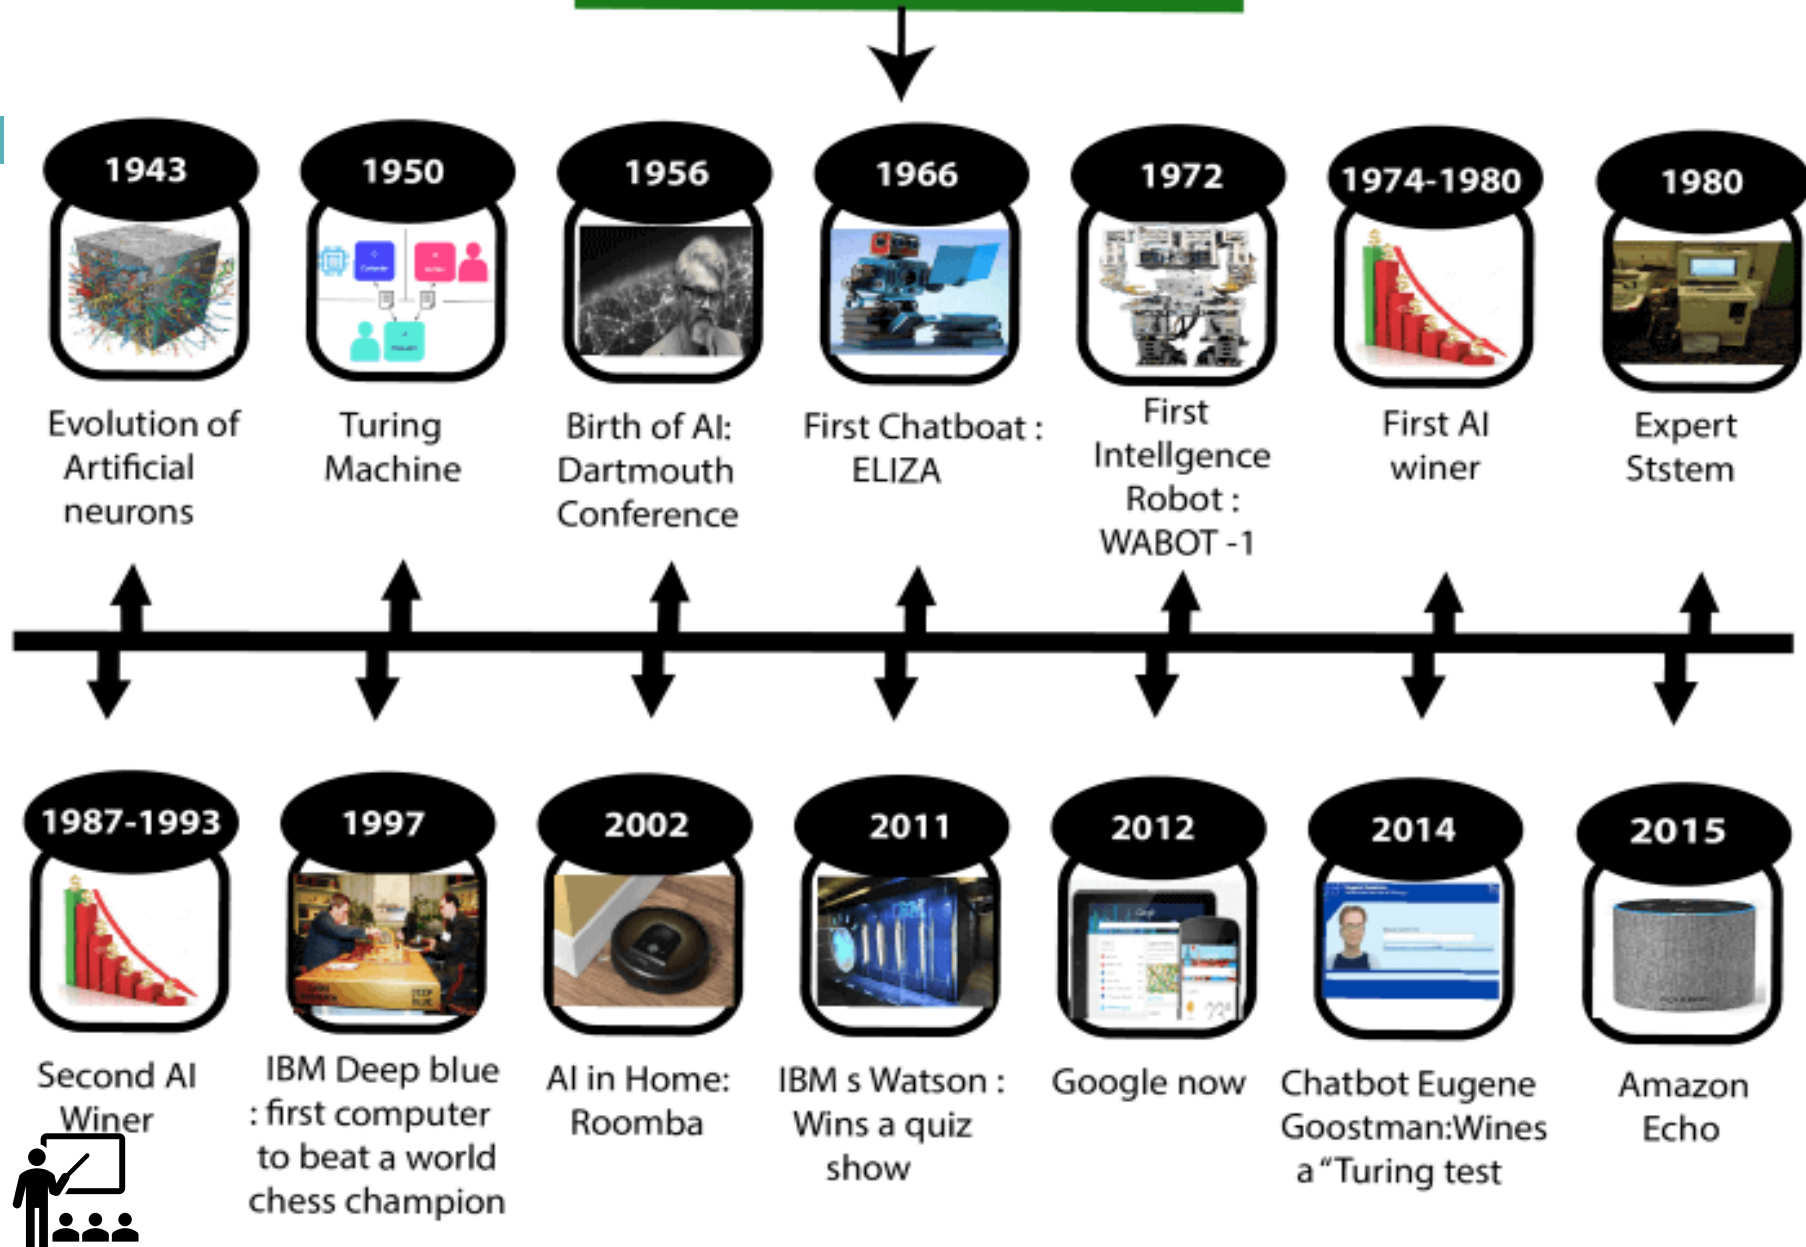 1943
1950
1956
1966
1972
1974-1980
1980
Evolution of
Artificial
neurons
Turing
Machine
Birth of AI:
Dartmouth
Conference
First Chatboat :
ELIZA
First
Intellgence
Robot :
WABOT -1
First AI
winer
Expert
Ststem
1987-1993
1997
2002
2011
2012
2014
2015
IBM
DEEP
BLUE
Second AI
Winer
IBM Deep blue
: first computer
to beat a world
chess champion
AI in Home:
Roomba
IBM s Watson :
Wins a quiz
show
Google now
Chatbot Eugene
Goostman:Wines
a “Turing test
Amazon
Echo